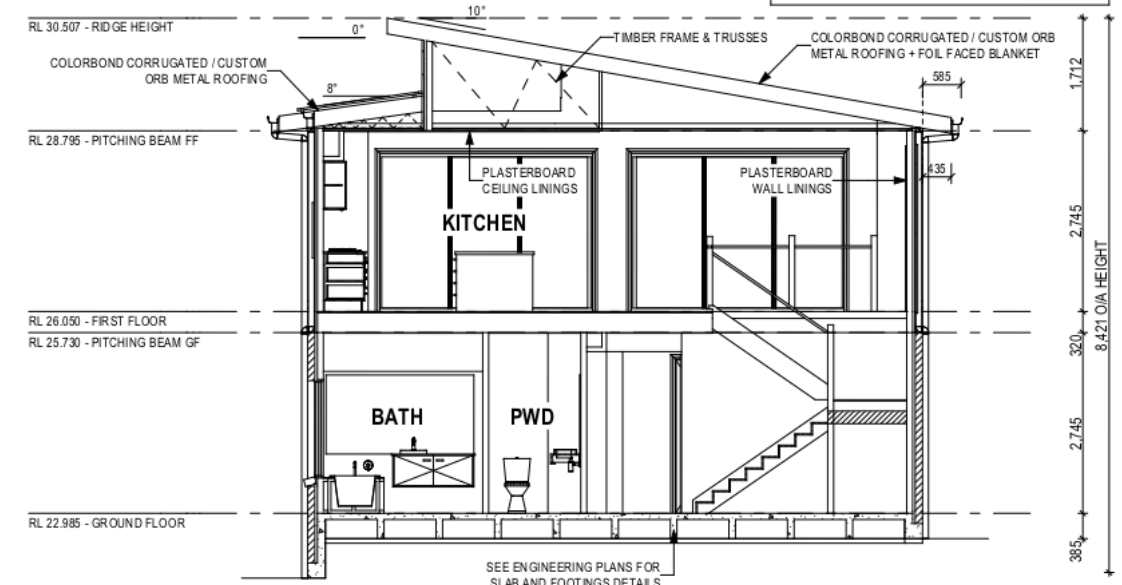 10°
RL 30.507 - RIDGE HEIGHT
0°
TIMBER FRAME & TRUSSES
COLORBOND CORRUGATED / CUSTOM ORB
METAL ROOFING + FOIL FACED BLANKET
COLORBOND CORRUGATED / CUSTOM
ORB METAL ROOFING
8°
585
1,712
RL 28.795 - PITCHING BEAM FF
PLASTERBOARD
CEILING LININGS
PLASTERBOARD
WALL LININGS
435
KITCHEN
2,745
8,421 O/A HEIGHT
RL 26.050 - FIRST FLOOR
RL 25.730 - PITCHING BEAM GF
320
BATH
PWD
2,745
RL 22.985 - GROUND FLOOR
385
SEE ENGINEERING PLANS FOR
SLAB AND FOOTINGS DETAILS